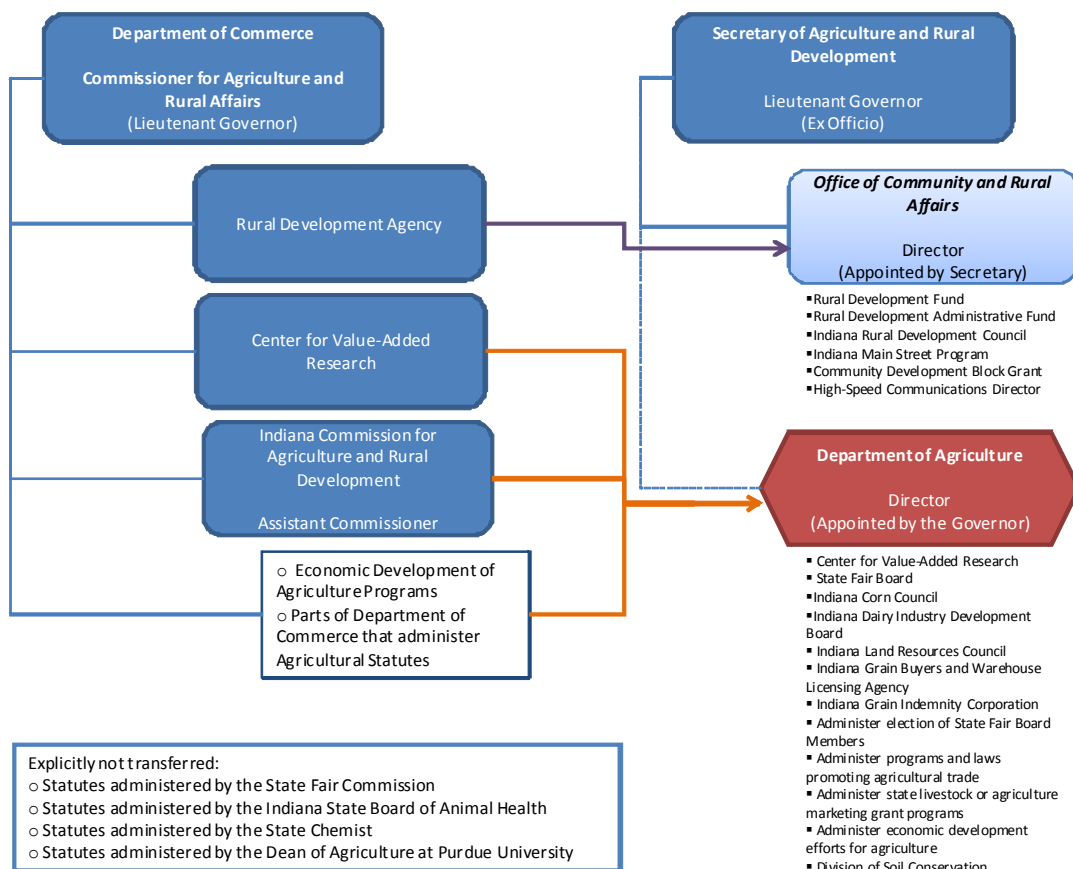 Department of Commerce
Commissioner for Agriculture and
Rural Affairs
(Lieutenant Governor)
Secretary of Agriculture and Rural
Development
Lieutenant Governor
(Ex Officio)
Rural Development Agency
Office of Community and Rural
Affairs
Director
(Appointed by Secretary)
▪Rural Development Fund
▪Rural Development Administrative Fund
▪Indiana Rural Development Council
▪Indiana Main Street Program
▪Community Development Block Grant
▪High-Speed Communications Director
Center for Value-Added
Research
Indiana Commission for
Agriculture and Rural
Development
Assistant Commissioner
Department of Agriculture
Director
(Appointed by the Governor)
o Economic Development of
Agriculture Programs
o Parts of Department of
Commerce that administer
Agricultural Statutes
▪ Center for Value-Added Research
▪ State Fair Board
▪Indiana Corn Council
▪Indiana Dairy Industry Development
Board
▪ Indiana Land Resources Council
▪ Indiana Grain Buyers and Warehouse
Licensing Agency
▪ Indiana Grain Indemnity Corporation
▪ Administer election of State Fair Board
Members
▪ Administer programs and laws
promoting agricultural trade
▪ Administer state livestock or agriculture
marketing grant programs
▪ Administer economic development
efforts for agriculture
▪ Division of Soil Conservation
Explicitly not transferred:
o Statutes administered by the State Fair Commission
o Statutes administered by the Indiana State Board of Animal Health
o Statutes administered by the State Chemist
o Statutes administered by the Dean of Agriculture at Purdue University